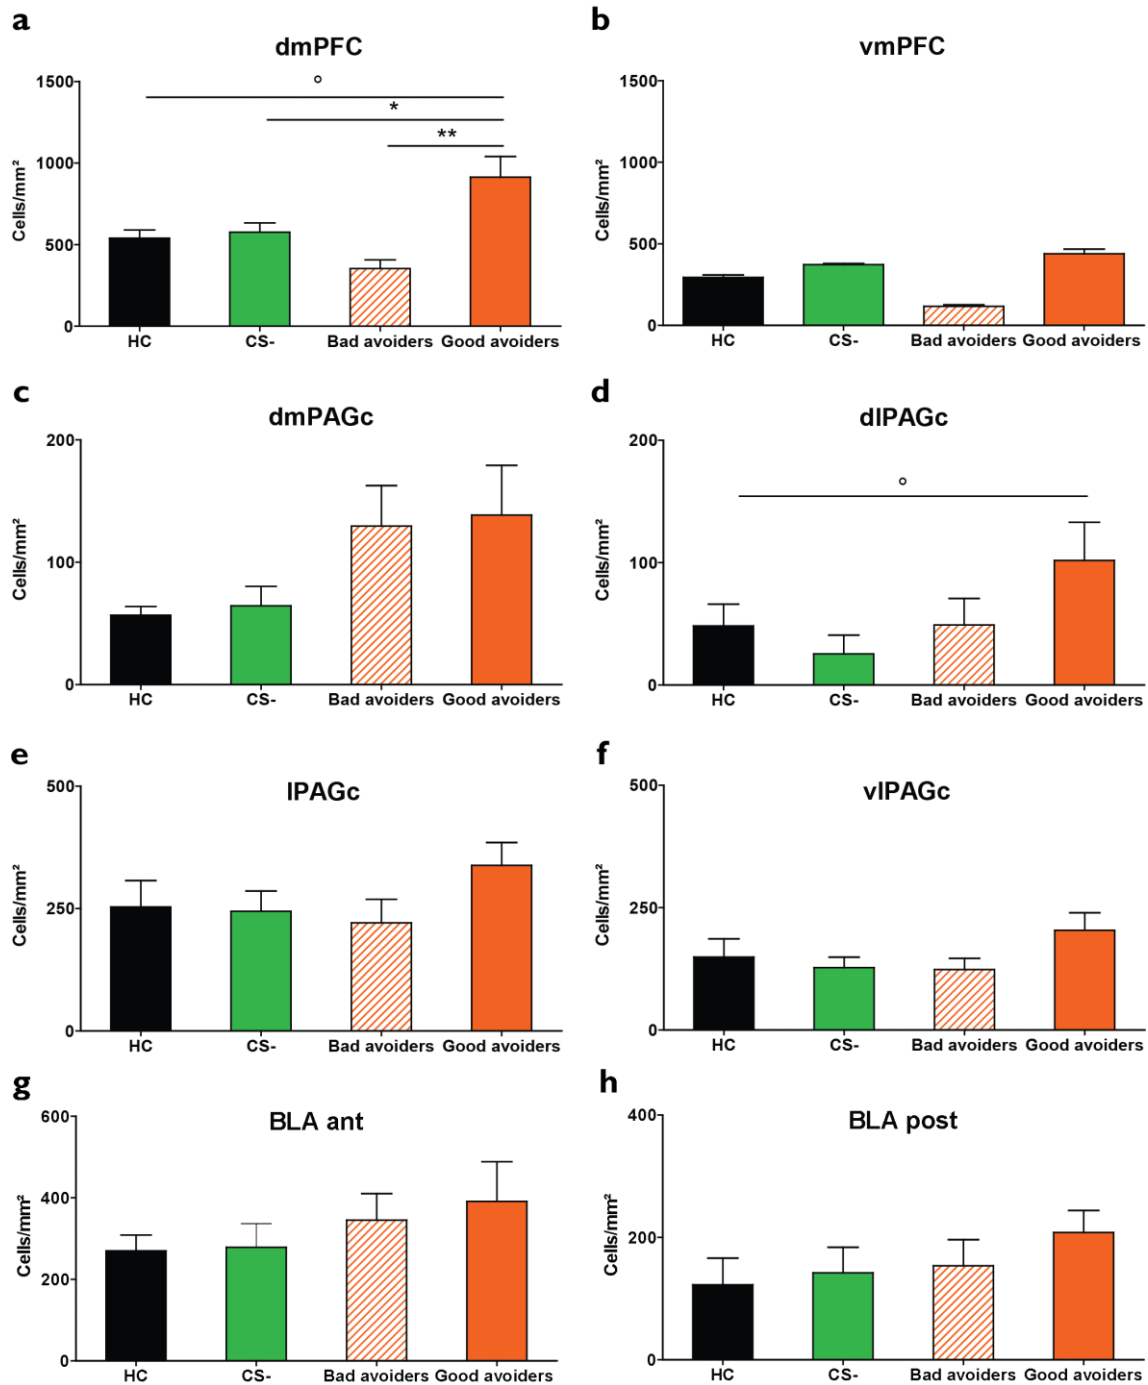 a
dmPFC
1500
1000
500
0
Cells/mm²
°
*
**
HC CS- Bad avoiders Good avoiders
b
vmPFC
1500
1000
500
0
Cells/mm²
HC CS- Bad avoiders Good avoiders
c
dmPAGc
200
100
0
Cells/mm²
HC CS- Bad avoiders Good avoiders
d
dlPAGc
200
100
0
Cells/mm²
°
HC CS- Bad avoiders Good avoiders
e
lPAGc
500
250
0
Cells/mm²
HC CS- Bad avoiders Good avoiders
f
vlPAGc
500
250
0
Cells/mm²
HC CS- Bad avoiders Good avoiders
g
BLA ant
600
400
200
0
Cells/mm²
HC CS- Bad avoiders Good avoiders
h
BLA post
400
200
0
Cells/mm²
HC CS- Bad avoiders Good avoiders